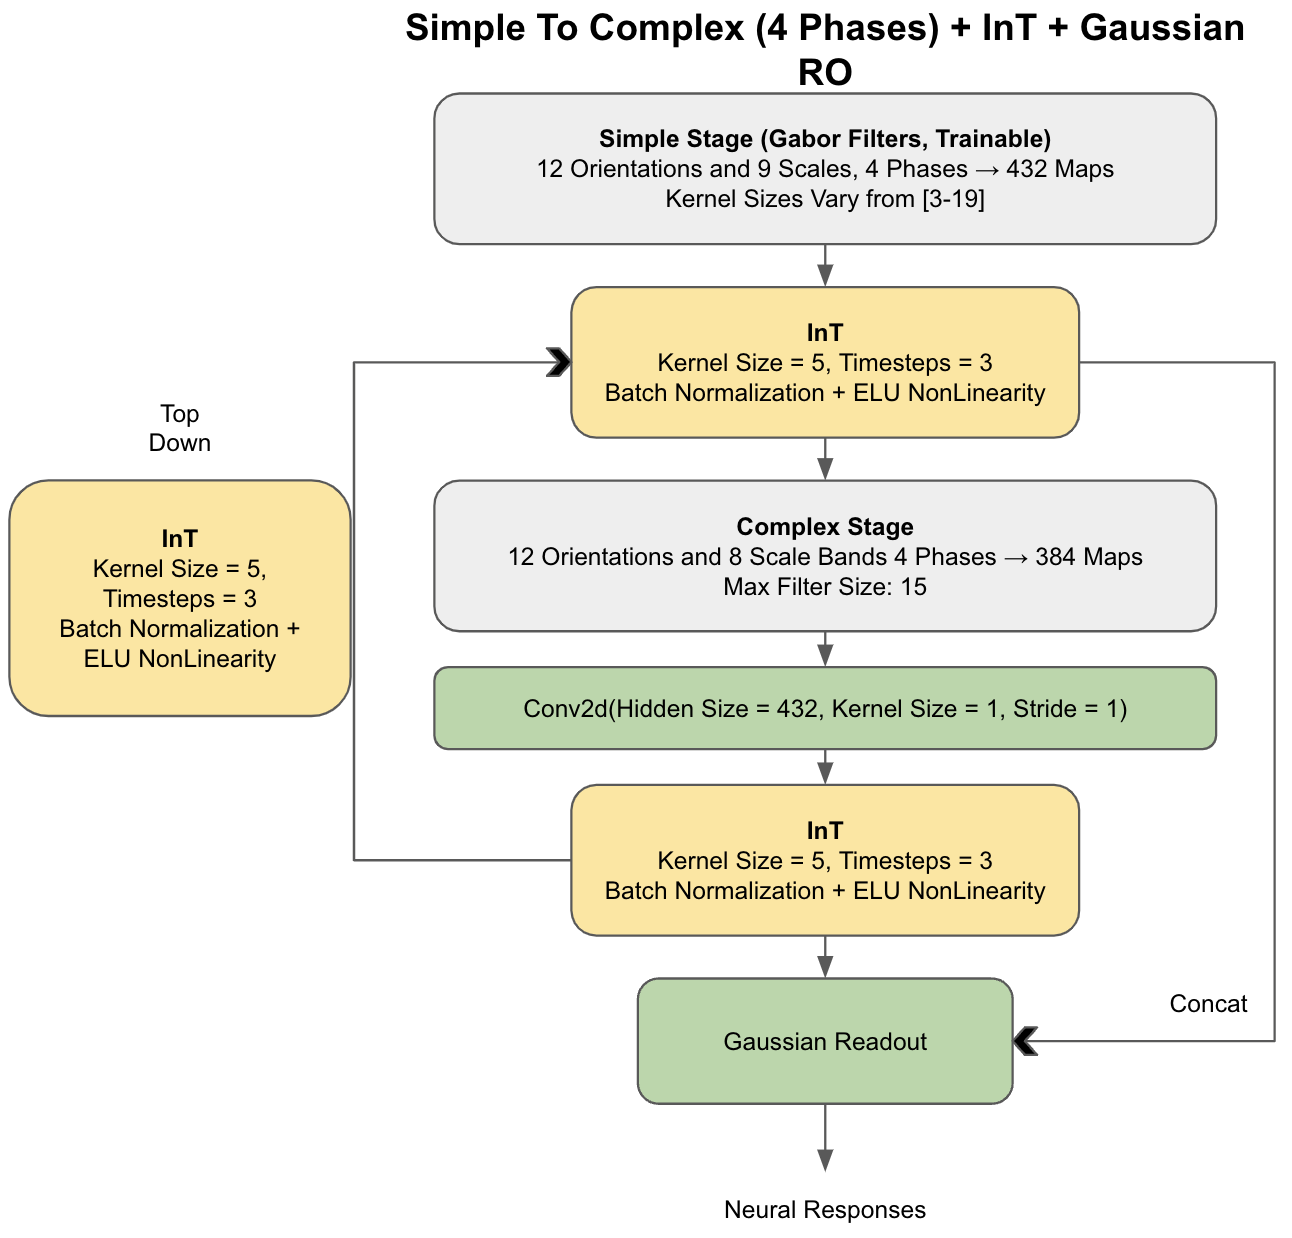 Simple To Complex (4 Phases) + InT + Gaussian
RO
Simple Stage (Gabor Filters, Trainable)
12 Orientations and 9 Scales, 4 Phases → 432 Maps
Kernel Sizes Vary from [3-19]
InT
Kernel Size = 5, Timesteps = 3
Batch Normalization + ELU NonLinearity
Top
Down
InT
Kernel Size = 5,
Timesteps = 3
Batch Normalization +
ELU NonLinearity
Complex Stage
12 Orientations and 8 Scale Bands 4 Phases → 384 Maps
Max Filter Size: 15
Conv2d(Hidden Size = 432, Kernel Size = 1, Stride = 1)
InT
Kernel Size = 5, Timesteps = 3
Batch Normalization + ELU NonLinearity
Concat
Gaussian Readout
Neural Responses